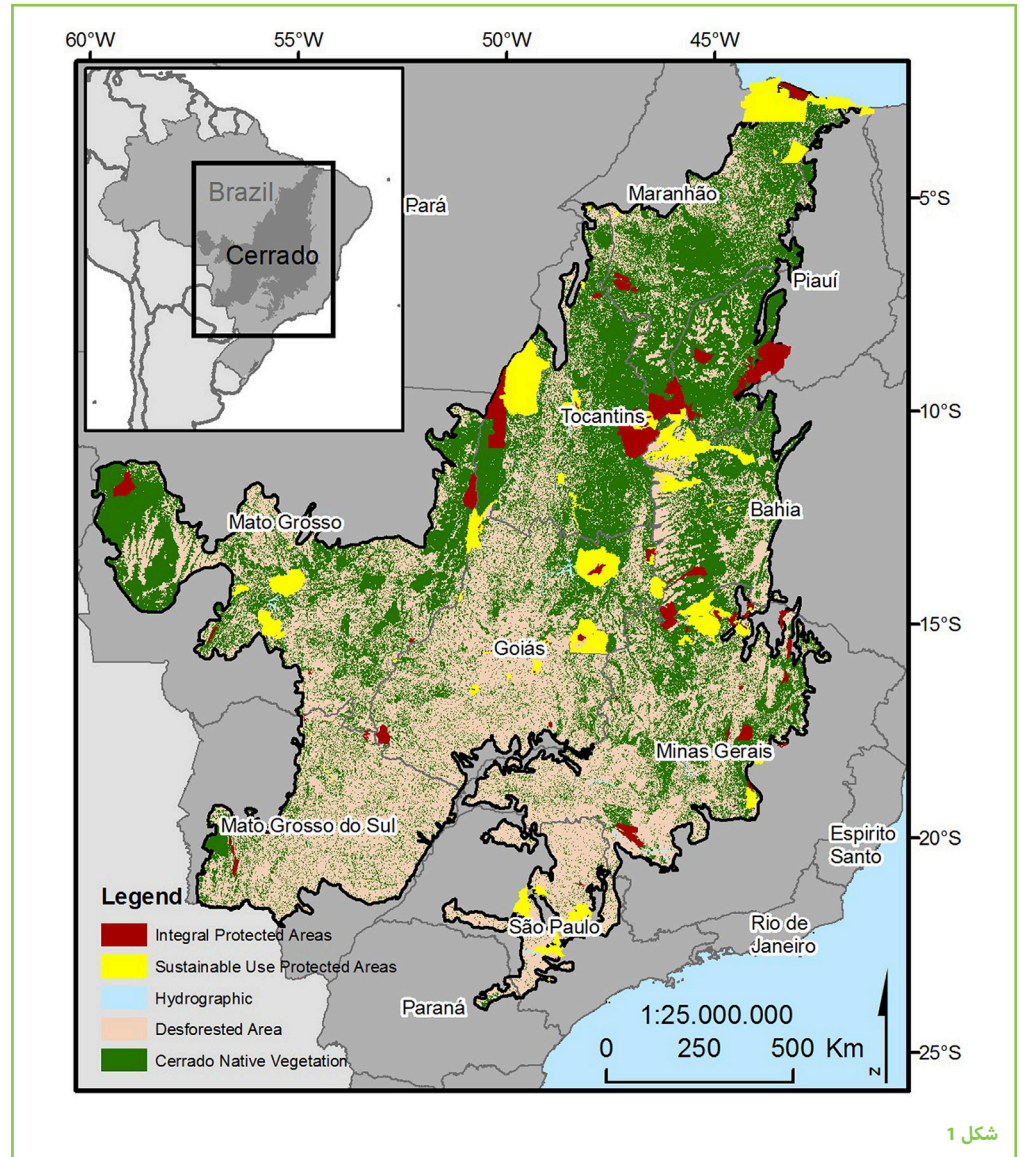 60°W
55°W
50°W
45°W
Brazil
Cerrado
Pará
Maranhão
5°S
Piauí
Tocantins
10°S
Bahia
Mato Grosso
Goiás
15°S
Minas Gerais
Mato Grosso do Sul
Espirito
Santo
20°S
Legend
Integral Protected Areas
Sustainable Use Protected Areas
Hydrographic
Desforested Area
Cerrado Native Vegetation
São Paulo
Rio de
Janeiro
Paraná
1:25.000.000
0 250 500 Km
z
25°S
شکل 1